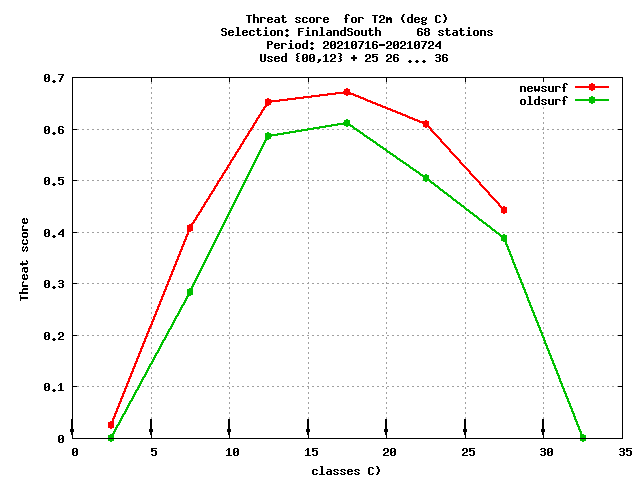 Threat score  for T2m (deg C)
Selection: FinlandSouth     68 stations
Period: 20210716-20210724
Used {00,12} + 25 26 ... 36
newsurf
oldsurf
0.7
0.6
0.5
0.4
0.3
0.2
0.1
0
Threat score
0 5 10 15 20 25 30 35
classes C)